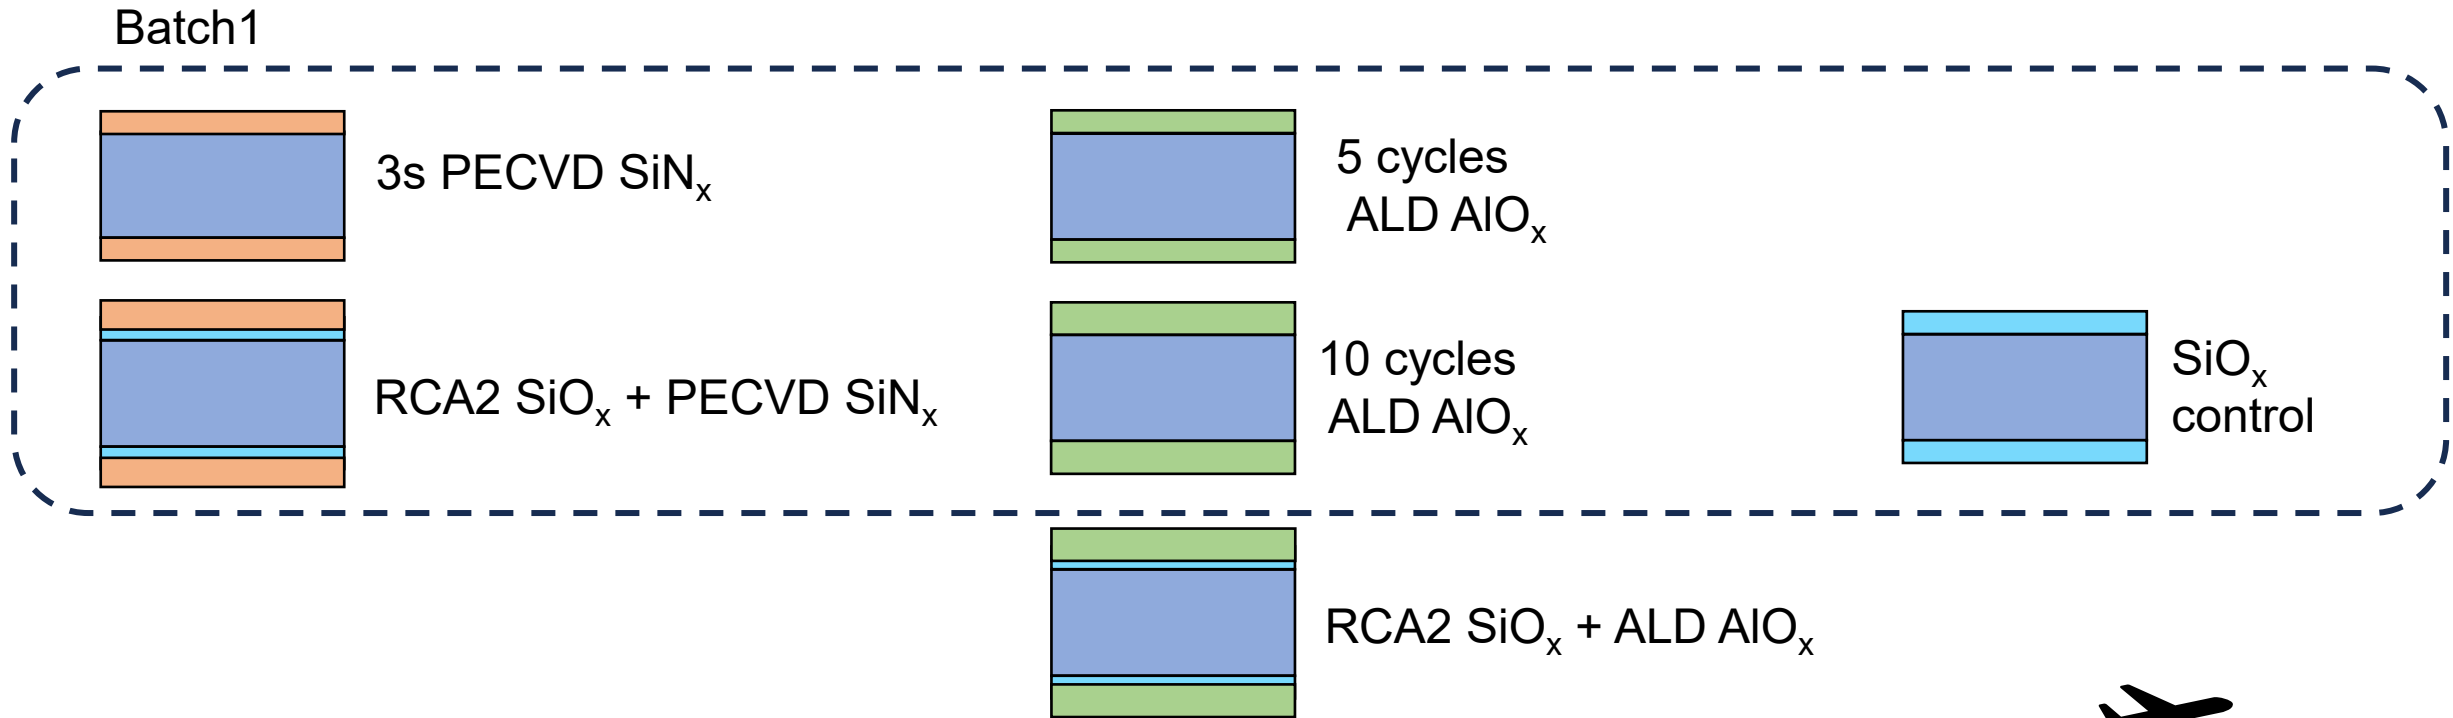 Batch1
3s PECVD SiNₓ
5 cycles
ALD AlOₓ
RCA2 SiOₓ + PECVD SiNₓ
10 cycles
ALD AlOₓ
SiOₓ
control
RCA2 SiOₓ + ALD AlOₓ